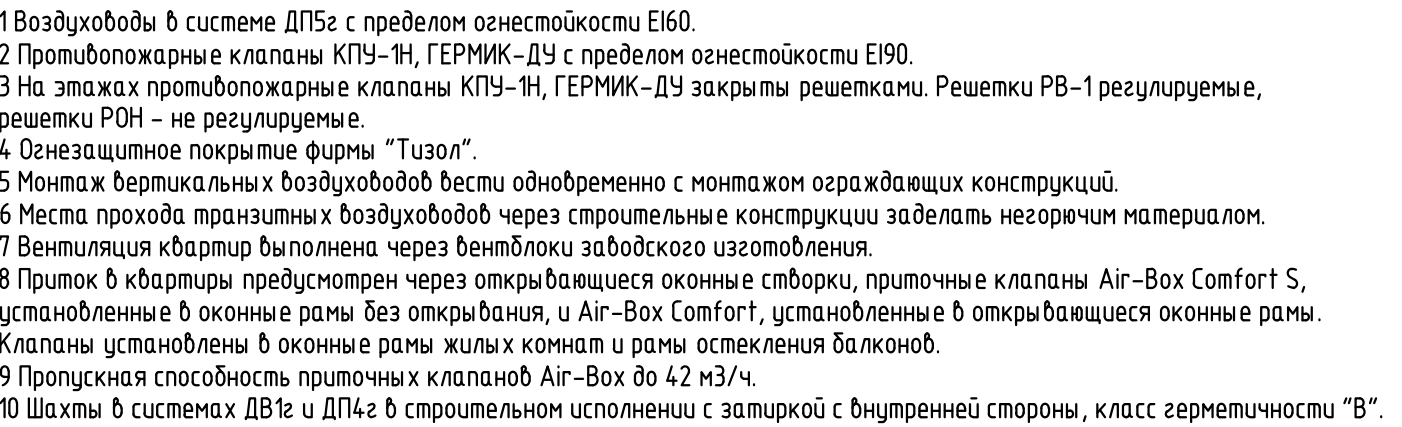 1 Воздуховоды в системе ДП5г с пределом огнестойкости EI60.
2 Противопожарные клапаны КПУ-1Н, ГЕРМИК-ДУ с пределом огнестойкости EI90.
3 На этажах противопожарные клапаны КПУ-1Н, ГЕРМИК-ДУ закрыты решетками. Решетки РВ-1 регулируемые,
решетки РОН - не регулируемые.
4 Огнезащитное покрытие фирмы "Тизол".
5 Монтаж вертикальных воздуховодов вести одновременно с монтажом ограждающих конструкций.
6 Места прохода транзитных воздуховодов через строительные конструкции заделать негорючим материалом.
7 Вентиляция квартир выполнена через вентблоки заводского изготовления.
8 Приток в квартиры предусмотрен через открывающиеся оконные створки, приточные клапаны Air-Box Comfort S,
установленные в оконные рамы без открывания, и Air-Box Comfort, установленные в открывающиеся оконные рамы.
Клапаны установлены в оконные рамы жилых комнат и рамы остекления балконов.
9 Пропускная способность приточных клапанов Air-Box до 42 м3/ч.
10 Шахты в системах ДВ1г и ДП4г в строительном исполнении с затиркой с внутренней стороны, класс герметичности "В".